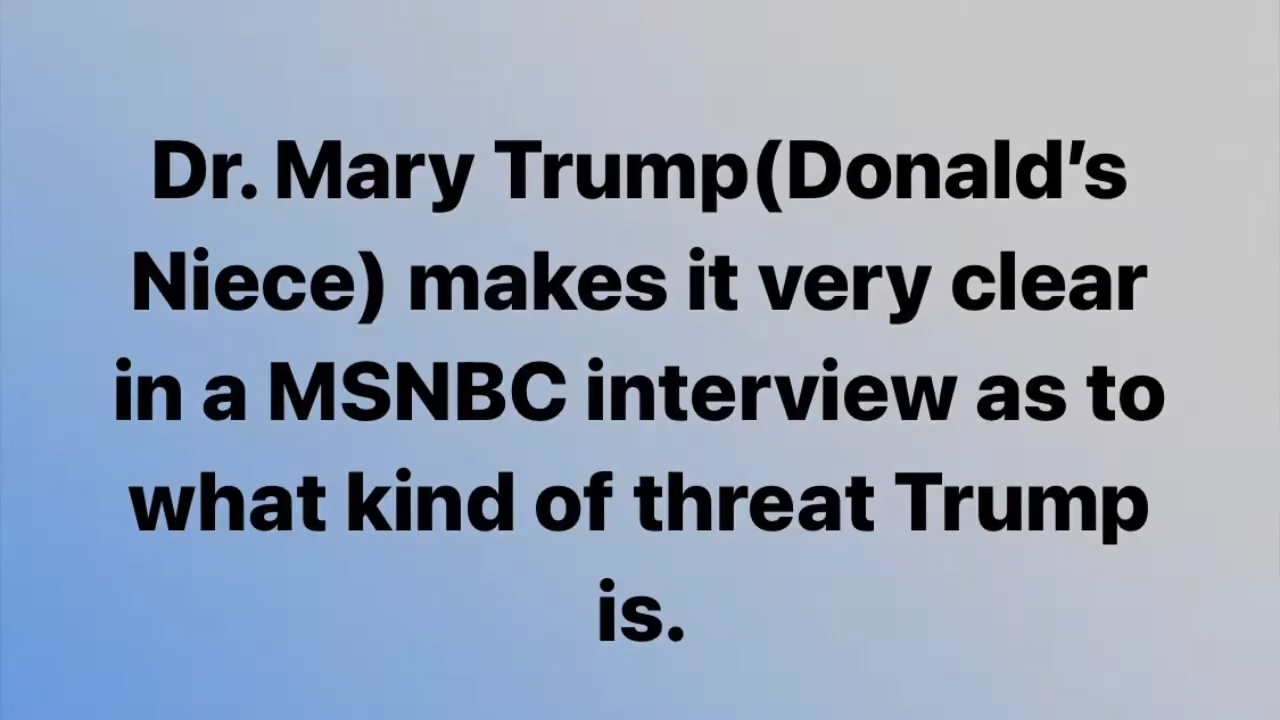 Dr. Mary Trump(Donald’s
Niece) makes it very clear
in a MSNBC interview as to
what kind of threat Trump
is.